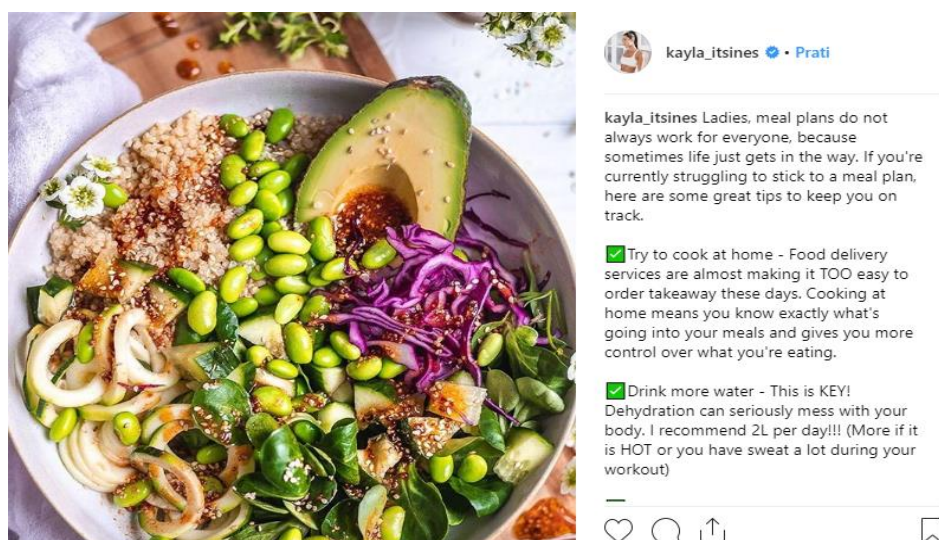 kayla_itsines • Prati
kayla_itsines Ladies, meal plans do not
always work for everyone, because
sometimes life just gets in the way. If you're
currently struggling to stick to a meal plan,
here are some great tips to keep you on
track.
✅Try to cook at home - Food delivery
services are almost making it TOO easy to
order takeaway these days. Cooking at
home means you know exactly what's
going into your meals and gives you more
control over what you're eating.
✅Drink more water - This is KEY!
Dehydration can seriously mess with your
body. I recommend 2L per day!!! (More if it
is HOT or you have sweat a lot during your
workout)